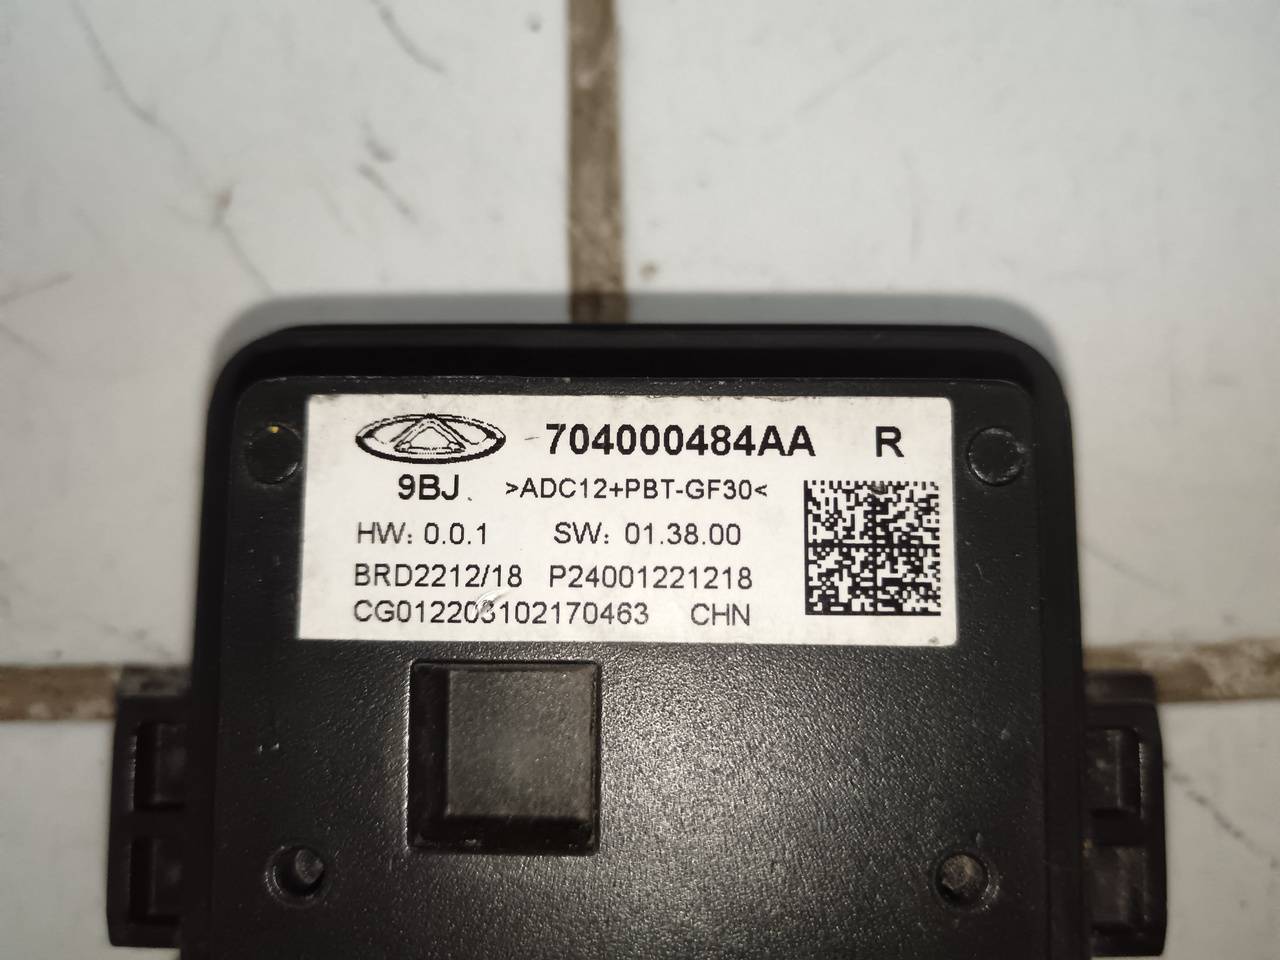 704000484AA R
9BJ >ADC12+PBT-GF30<
HW: 0.0.1 SW: 01.38.00
BRD2212/18 P24001221218
CG012203102170463 CHN